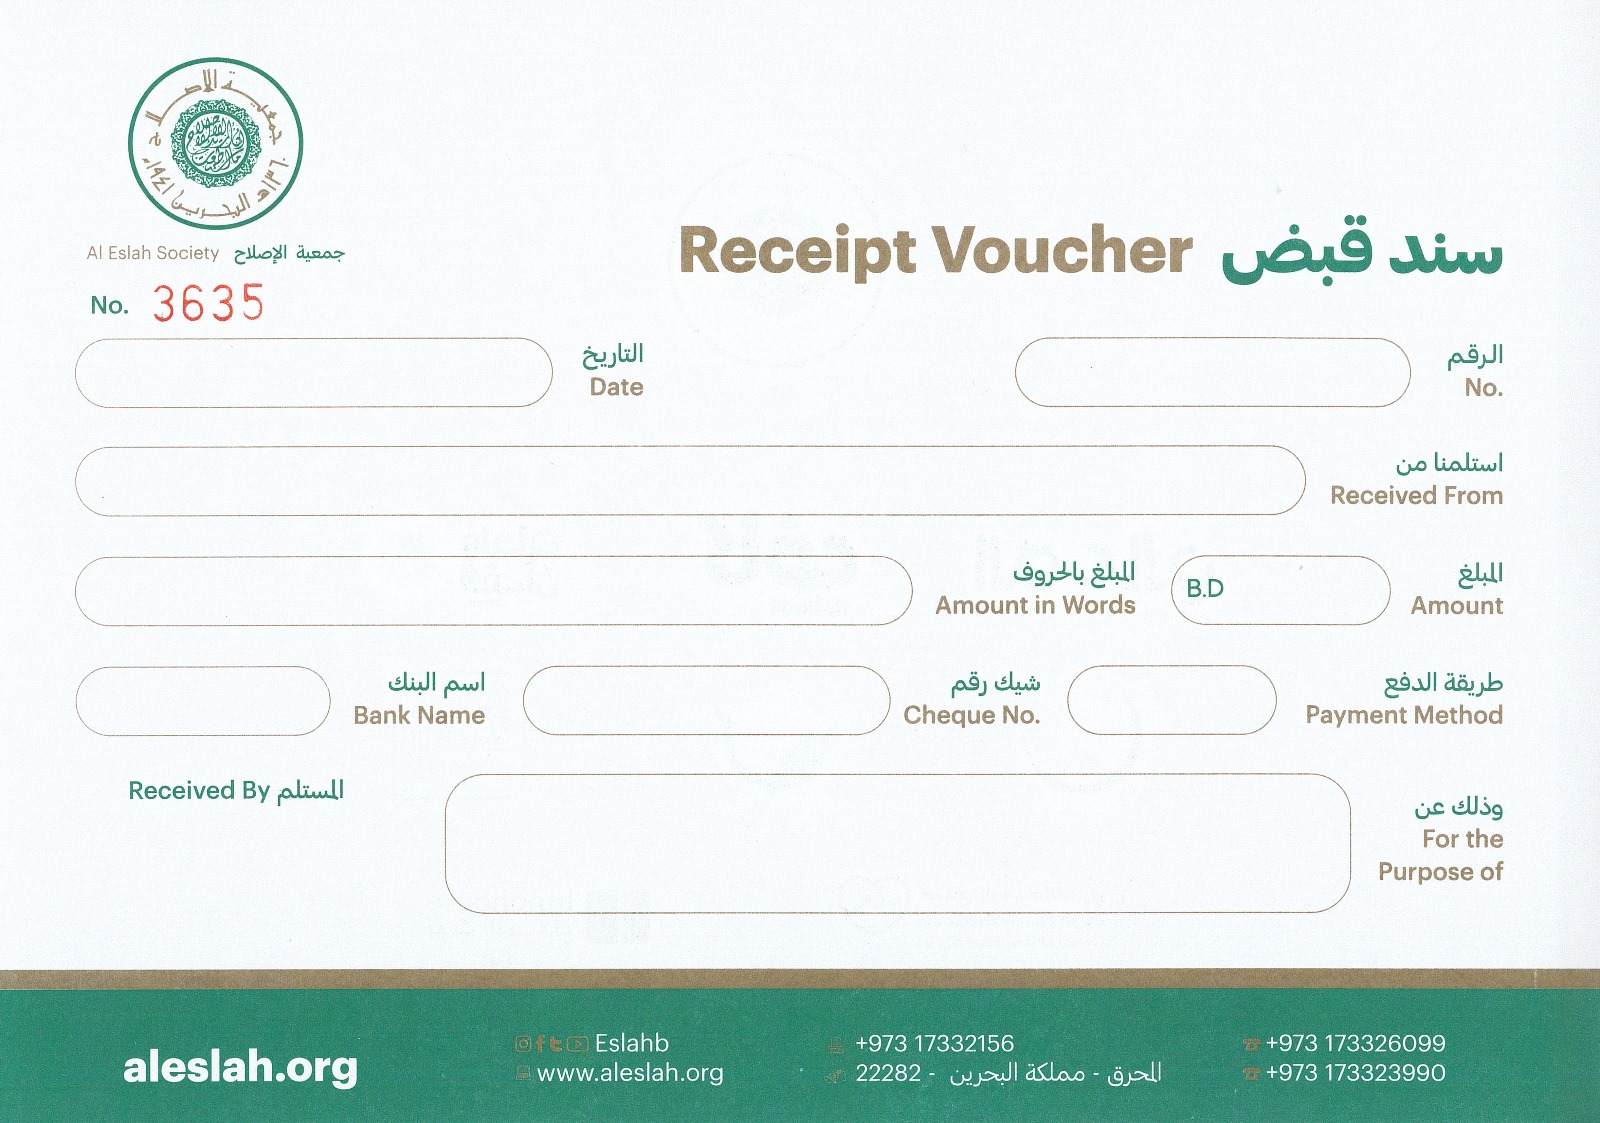 جمعية الإصلاح
١٣٦٠هـ البحرين ١٩٤١م
Al Eslah Society جمعية الإصلاح
Receipt Voucher سند قبض
No. 3635
التاريخ
Date
الرقم
No.
استلمنا من
Received From
المبلغ بالحروف
Amount in Words
B.D
المبلغ
Amount
اسم البنك
Bank Name
شيك رقم
Cheque No.
طريقة الدفع
Payment Method
Received By المستلم
وذلك عن
For the
Purpose of
aleslah.org
Eslahb
www.aleslah.org
+973 17332156
المحرق - مملكة البحرين - 22282
+973 173326099
+973 173323990